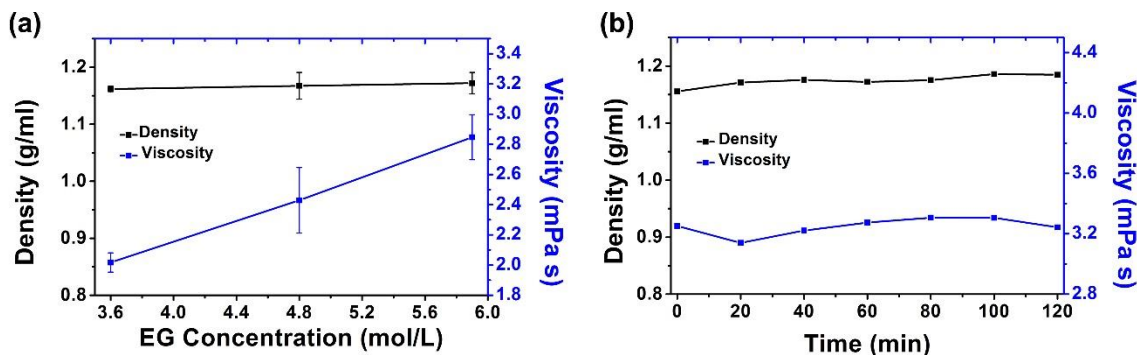 (a)
1.2
1.1
1.0
0.9
0.8
Density (g/ml)
Density
Viscosity
3.4
3.2
3.0
2.8
2.6
2.4
2.2
2.0
1.8
Viscosity (mPa s)
3.6 4.0 4.4 4.8 5.2 5.6 6.0
EG Concentration (mol/L)
(b)
1.2
1.1
1.0
0.9
0.8
Density (g/ml)
Density
Viscosity
4.4
4.0
3.6
3.2
2.8
Viscosity (mPa s)
0 20 40 60 80 100 120
Time (min)